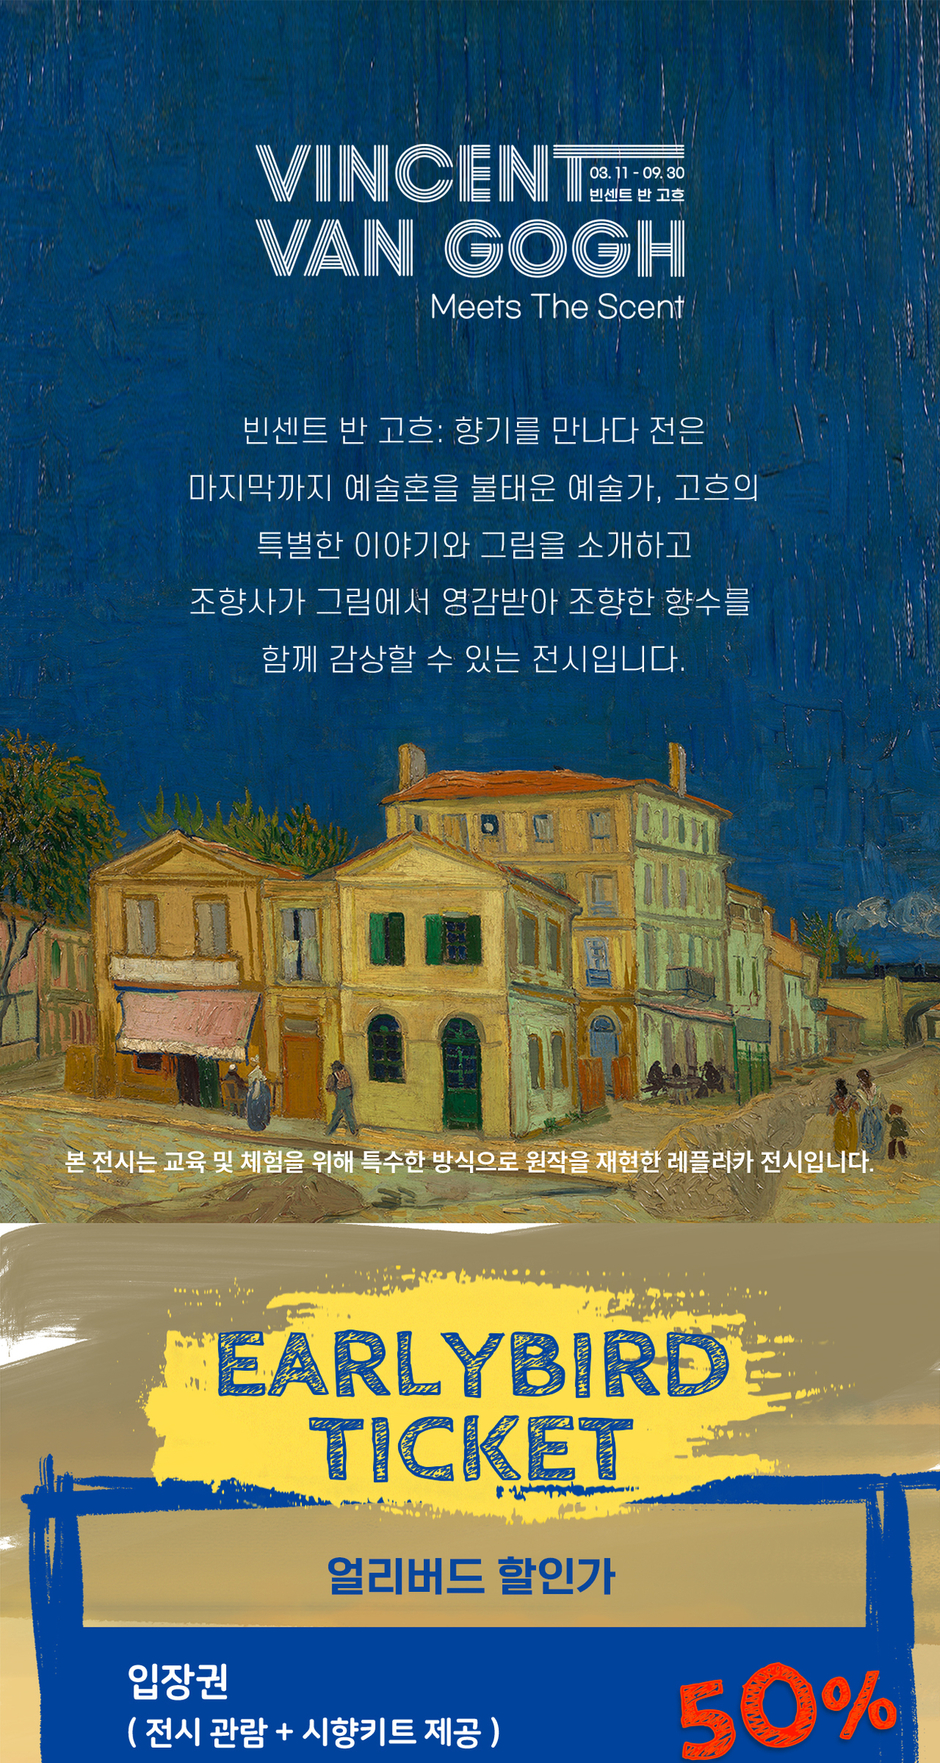 VINCENT
03. 11 - 09. 30
빈센트 반 고흐
VAN GOGH
Meets The Scent
빈센트 반 고흐: 향기를 만나다 전은
마지막까지 예술혼을 불태운 예술가, 고흐의
특별한 이야기와 그림을 소개하고
조향사가 그림에서 영감받아 조향한 향수를
함께 감상할 수 있는 전시입니다.
본 전시는 교육 및 체험을 위해 특수한 방식으로 원작을 재현한 레플리카 전시입니다.
EARLYBIRD
TICKET
얼리버드 할인가
입장권
( 전시 관람 + 시향키트 제공 )
50%